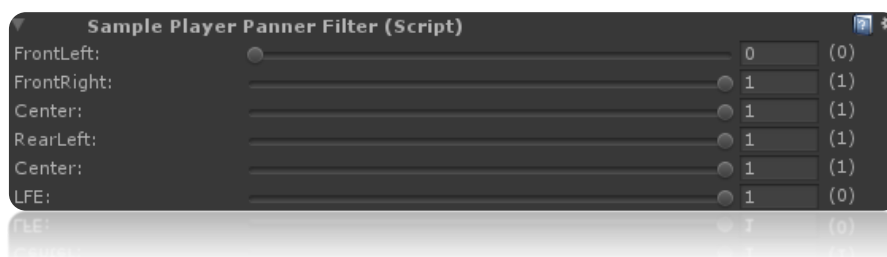 Sample Player Panner Filter (Script)
FrontLeft: 0 (0)
FrontRight: 1 (1)
Center: 1 (1)
RearLeft: 1 (1)
Center: 1 (1)
LFE: 1 (0)